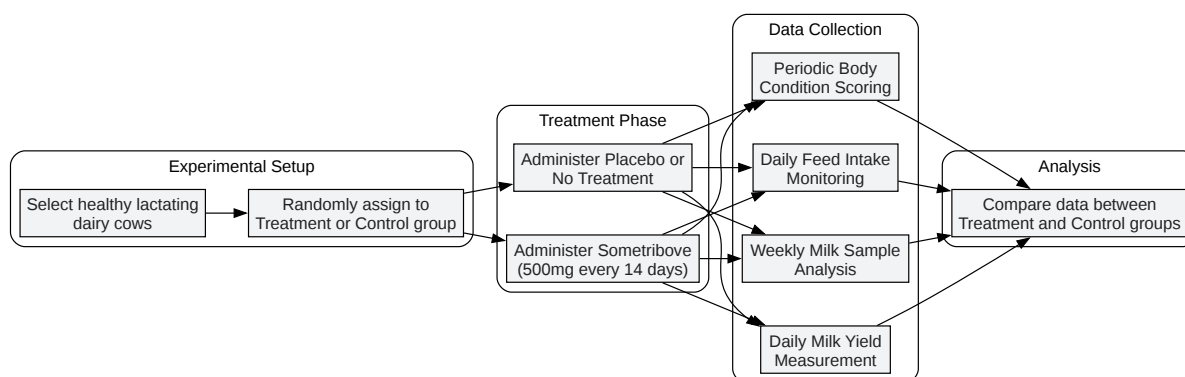 Experimental Setup
Select healthy lactating
dairy cows
Randomly assign to
Treatment or Control group
Treatment Phase
Administer Placebo or
No Treatment
Administer Sometribove
(500mg every 14 days)
Data Collection
Periodic Body
Condition Scoring
Daily Feed Intake
Monitoring
Weekly Milk Sample
Analysis
Daily Milk Yield
Measurement
Analysis
Compare data between
Treatment and Control groups